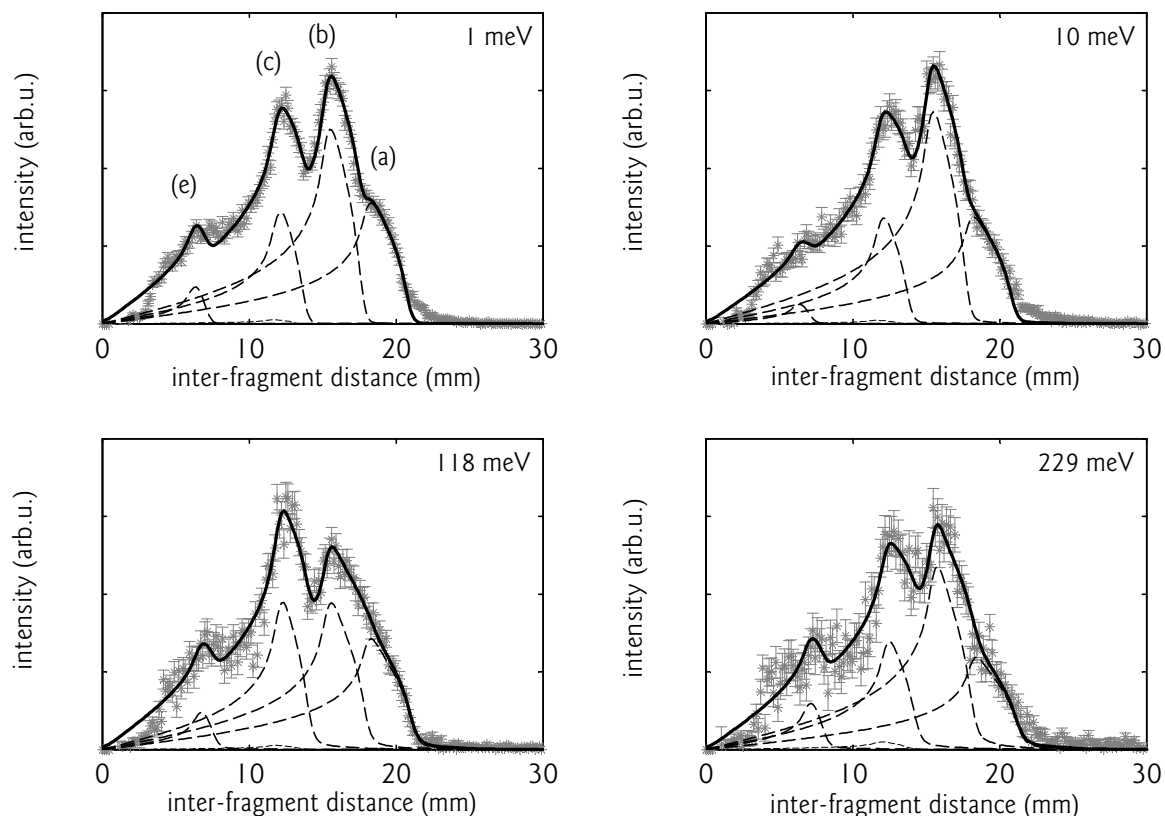 1 meV
(b)
(c)
(a)
(e)
intensity (arb.u.)
0 10 20 30
inter-fragment distance (mm)
10 meV
intensity (arb.u.)
0 10 20 30
inter-fragment distance (mm)
118 meV
intensity (arb.u.)
0 10 20 30
inter-fragment distance (mm)
229 meV
intensity (arb.u.)
0 10 20 30
inter-fragment distance (mm)